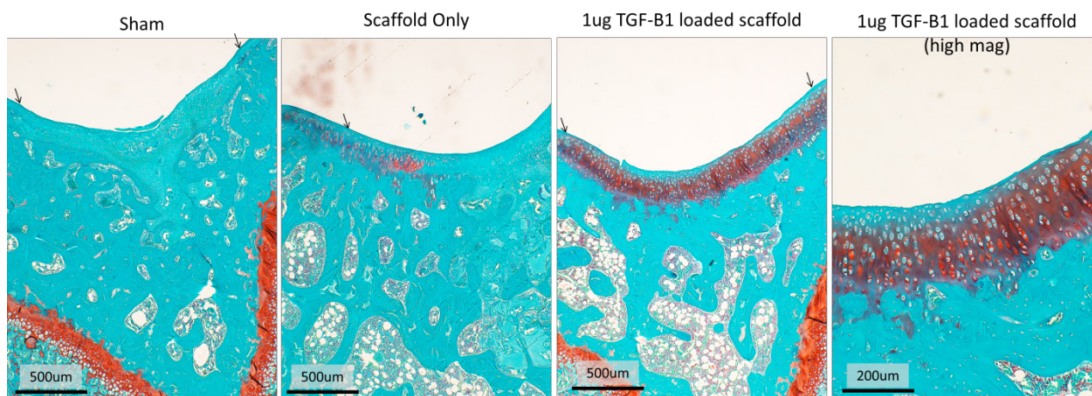 Sham
Scaffold Only
1ug TGF-B1 loaded scaffold
1ug TGF-B1 loaded scaffold
(high mag)
500um
500um
500um
200um